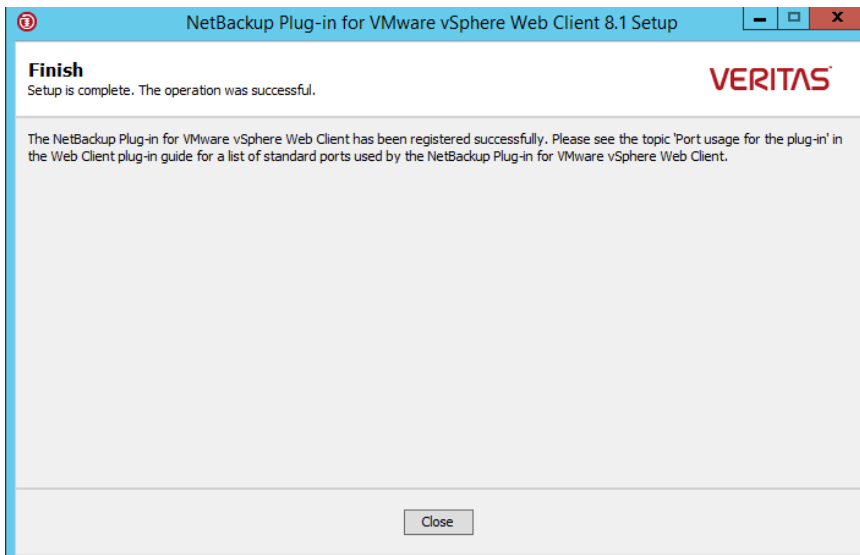 NetBackup Plug-in for VMware vSphere Web Client 8.1 Setup
Finish
Setup is complete. The operation was successful.
VERITAS
The NetBackup Plug-in for VMware vSphere Web Client has been registered successfully. Please see the topic 'Port usage for the plug-in' in
the Web Client plug-in guide for a list of standard ports used by the NetBackup Plug-in for VMware vSphere Web Client.
Close